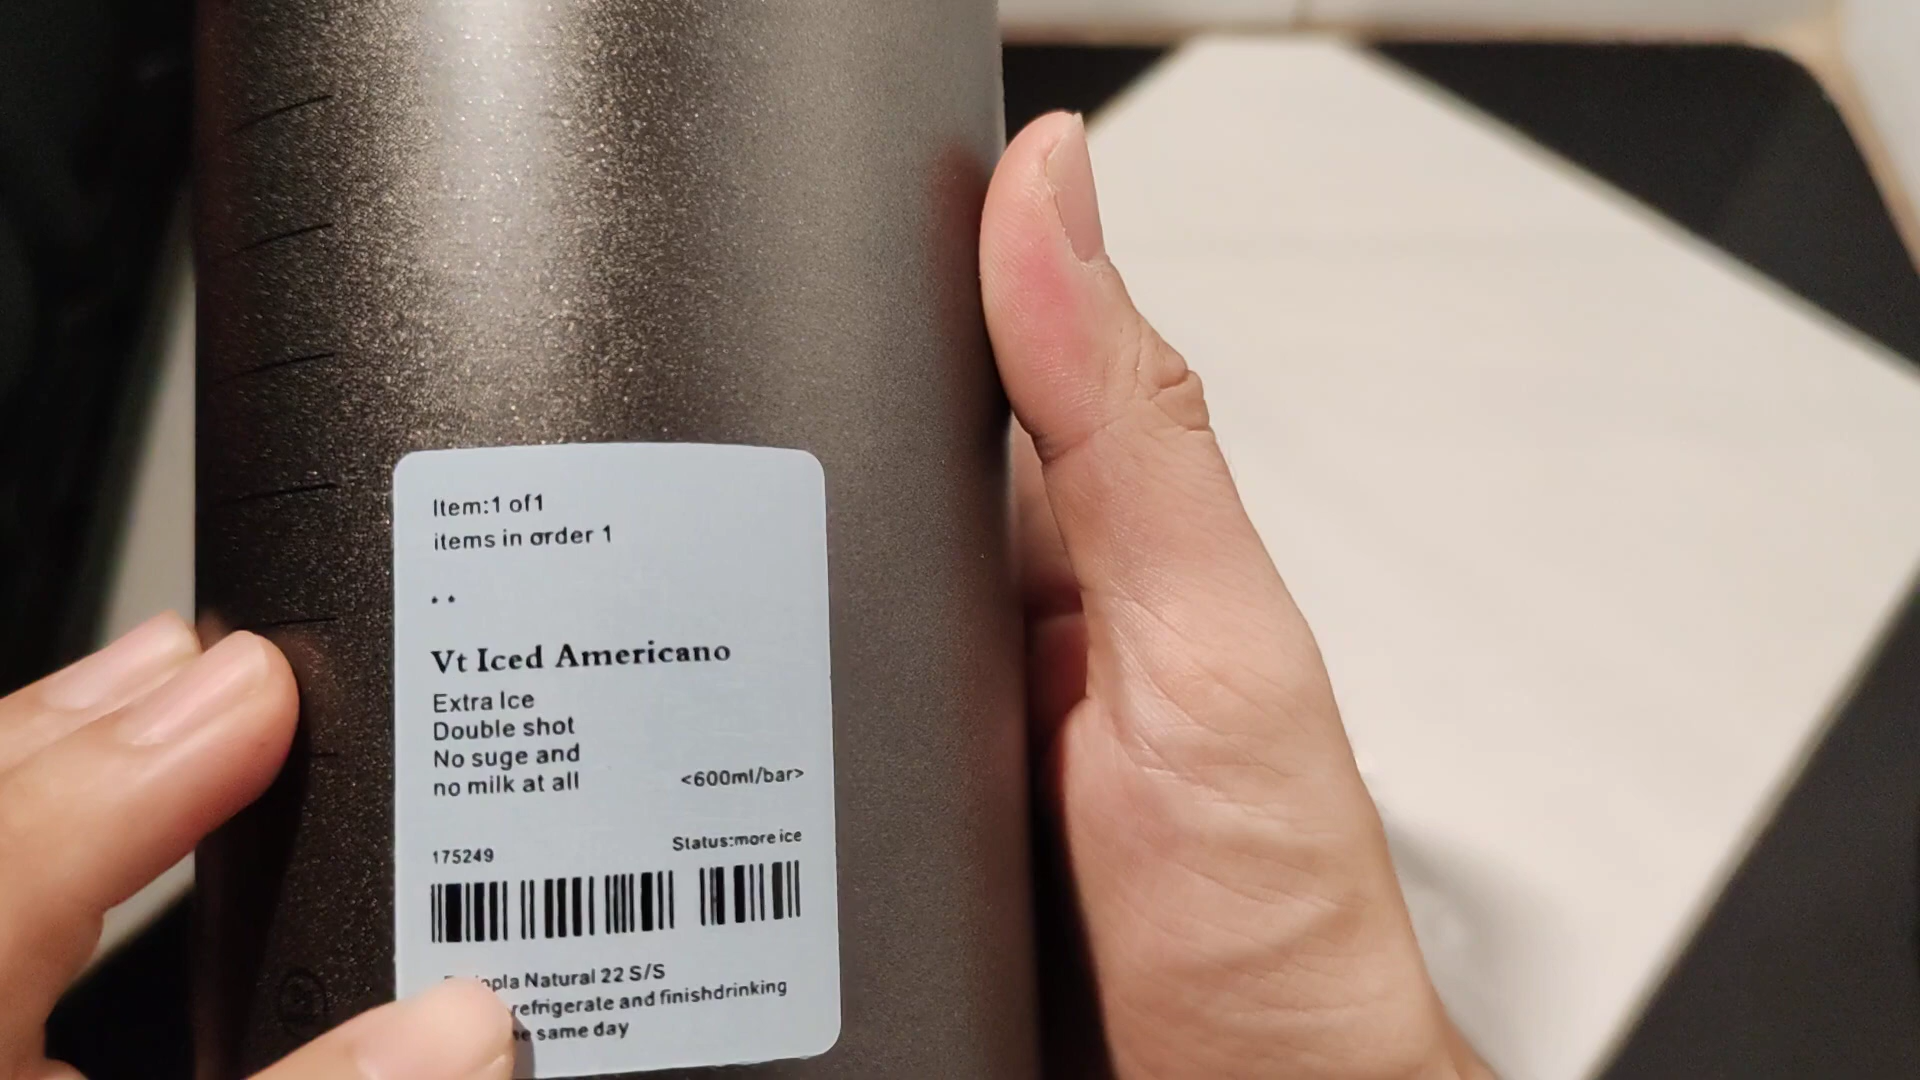 Item:1 of1
items in order 1
Vt Iced Americano
Extra Ice
Double shot
No suge and
no milk at all
<600ml/bar>
175249
Status:more ice
Natural 22 S/S
refrigerate and finishdrinking
same day